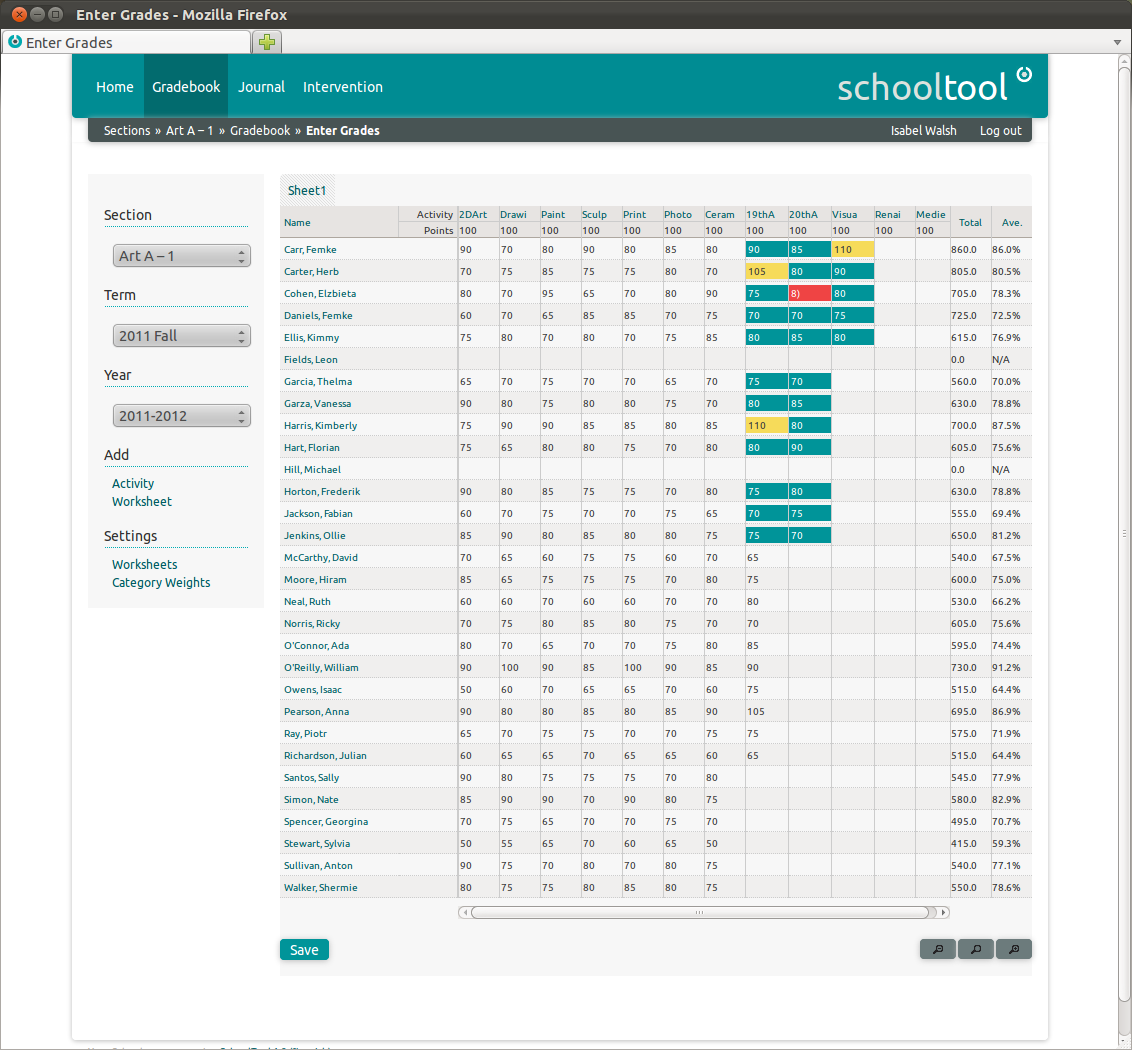 Enter Grades - Mozilla Firefox
Enter Grades
Home Gradebook Journal Intervention schooltool
Sections » Art A – 1 » Gradebook » Enter Grades Isabel Walsh Log out
Section
Art A – 1
Term
2011 Fall
Year
2011-2012
Add
Activity
Worksheet
Settings
Worksheets
Category Weights
Sheet1
Name Activity 2DArt Drawi Paint Sculp Print Photo Ceram 19thA 20thA Visua Renai Medie Total Ave.
Points 100 100 100 100 100 100 100 100 100 100 100 100
Carr, Femke 90 70 80 90 80 85 80 90 85 110 860.0 86.0%
Carter, Herb 70 75 85 75 75 80 70 105 80 90 805.0 80.5%
Cohen, Elzbieta 80 70 95 65 70 80 90 75 8) 80 705.0 78.3%
Daniels, Femke 60 70 65 85 85 70 75 70 70 75 725.0 72.5%
Ellis, Kimmy 75 80 70 80 70 75 85 80 85 80 615.0 76.9%
Fields, Leon 0.0 N/A
Garcia, Thelma 65 70 75 70 70 65 70 75 70 560.0 70.0%
Garza, Vanessa 90 80 75 80 80 75 70 80 85 630.0 78.8%
Harris, Kimberly 75 90 90 85 85 80 85 110 80 700.0 87.5%
Hart, Florian 75 65 80 80 75 70 80 80 90 605.0 75.6%
Hill, Michael 0.0 N/A
Horton, Frederik 90 80 85 75 75 70 80 75 80 630.0 78.8%
Jackson, Fabian 60 70 75 70 70 75 65 70 75 555.0 69.4%
Jenkins, Ollie 85 90 80 85 80 80 75 75 70 650.0 81.2%
McCarthy, David 70 65 60 75 75 60 70 65 540.0 67.5%
Moore, Hiram 85 65 75 75 75 70 80 75 600.0 75.0%
Neal, Ruth 60 60 70 60 60 70 70 80 530.0 66.2%
Norris, Ricky 70 75 80 85 80 75 70 70 605.0 75.6%
O'Connor, Ada 80 70 65 70 70 75 80 85 595.0 74.4%
O'Reilly, William 90 100 90 85 100 90 85 90 730.0 91.2%
Owens, Isaac 50 60 70 65 65 70 60 75 515.0 64.4%
Pearson, Anna 90 80 80 85 80 85 90 105 695.0 86.9%
Ray, Piotr 65 70 75 75 70 70 75 75 575.0 71.9%
Richardson, Julian 60 65 65 70 65 65 60 65 515.0 64.4%
Santos, Sally 90 80 75 75 75 70 80 545.0 77.9%
Simon, Nate 85 90 90 70 90 80 75 580.0 82.9%
Spencer, Georgina 70 75 65 70 70 75 70 495.0 70.7%
Stewart, Sylvia 50 55 65 70 60 65 50 415.0 59.3%
Sullivan, Anton 90 75 70 80 70 80 75 540.0 77.1%
Walker, Shermie 80 75 75 80 85 80 75 550.0 78.6%
Save